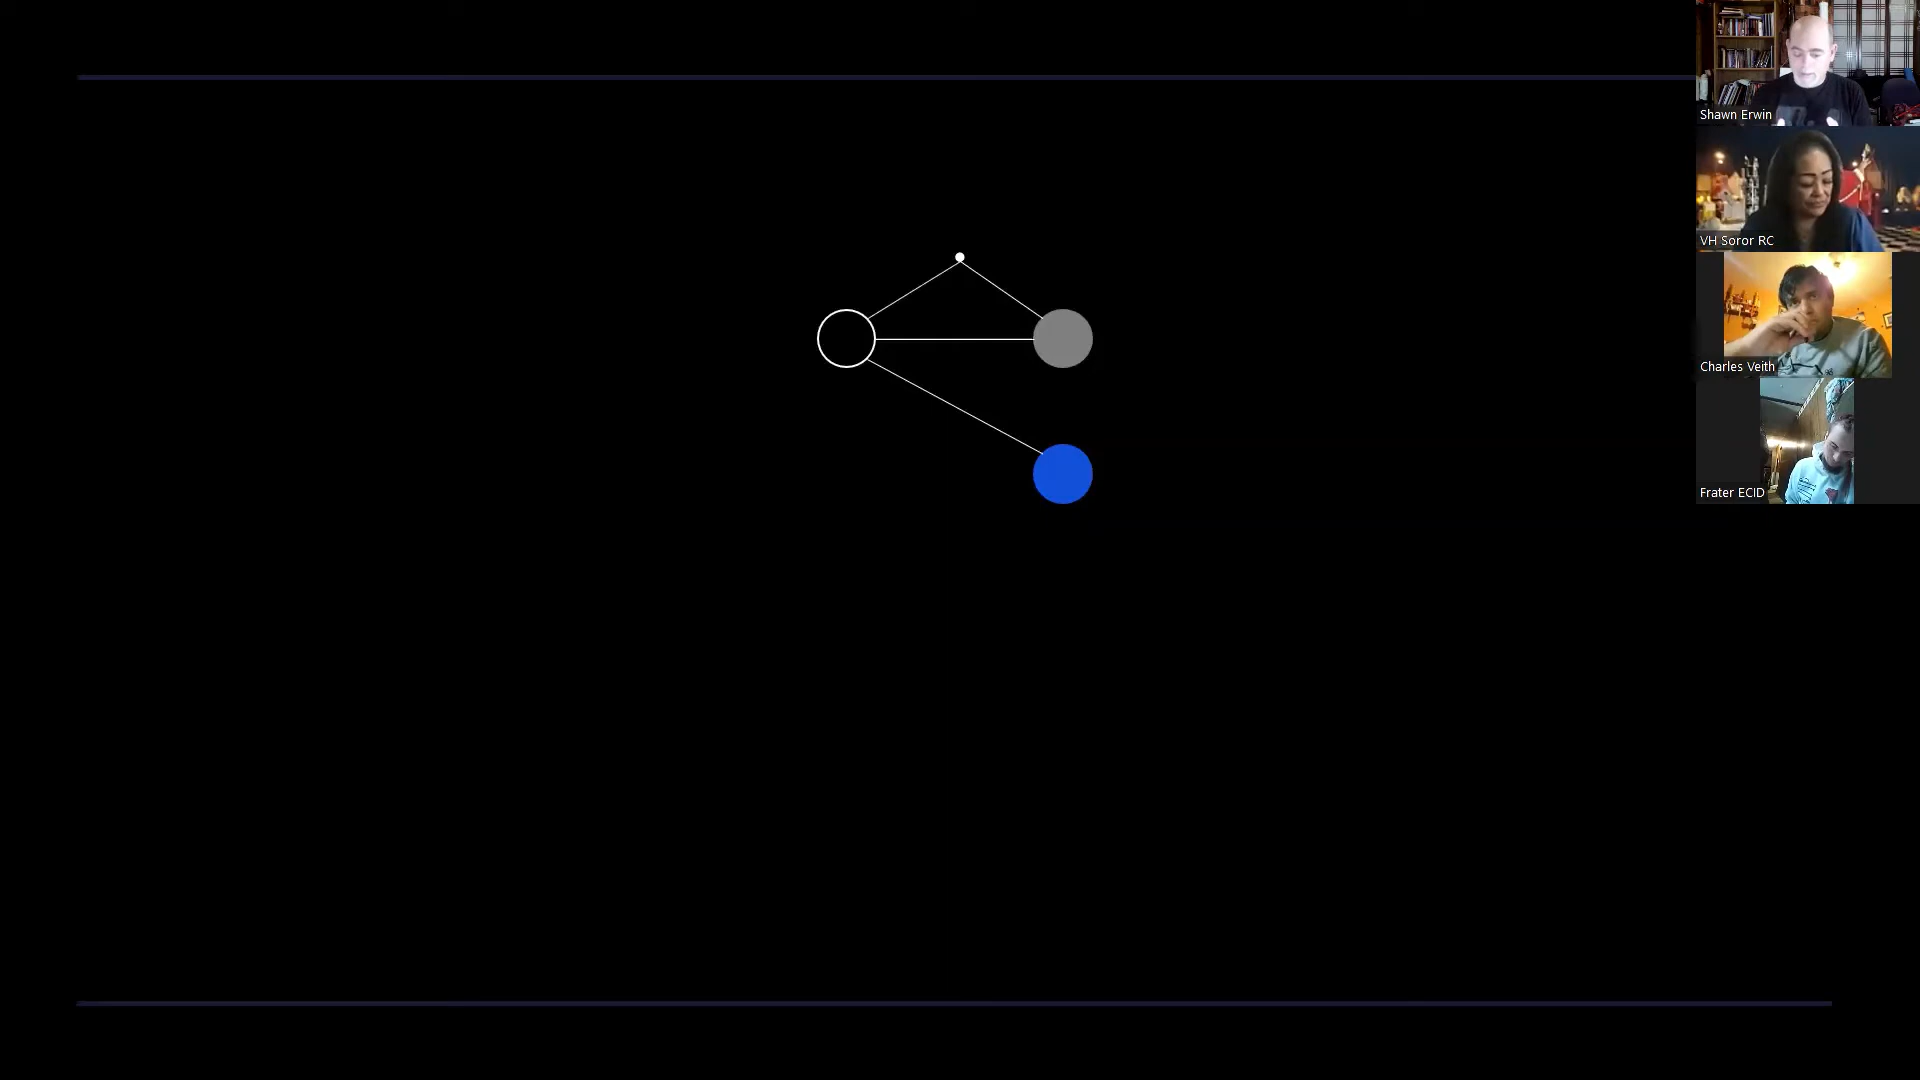 Shawn Erwin
VH Soror RC
Charles Veith
Frater ECID